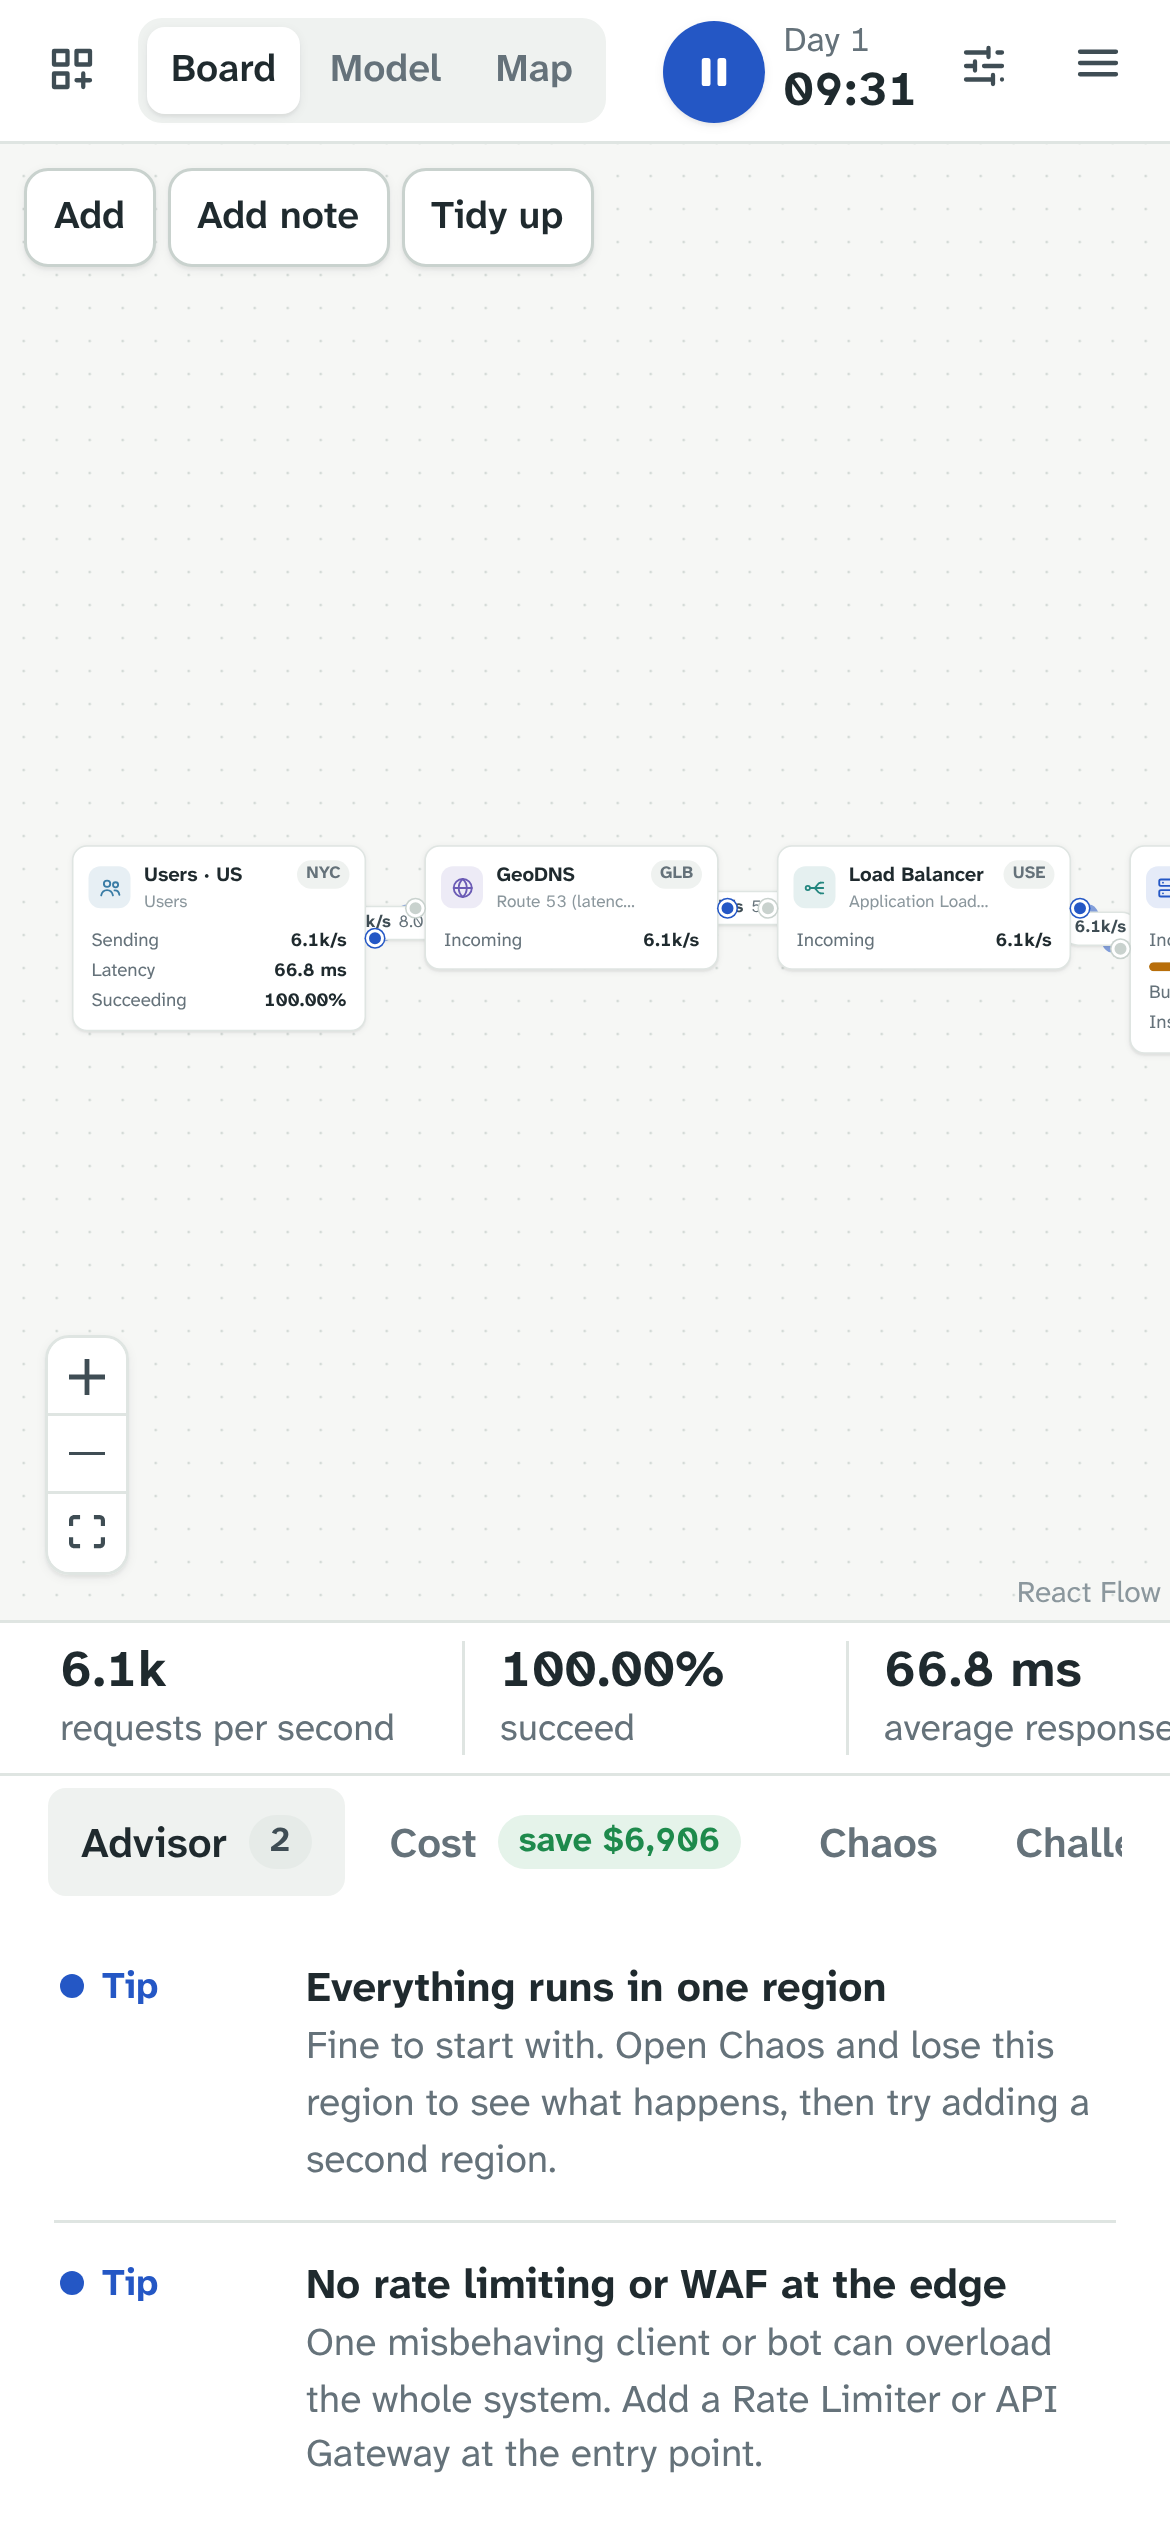 Board Model Map
Day 1
09:31
Add Add note Tidy up
Users · US NYC
Users
Sending 6.1k/s
Latency 66.8 ms
Succeeding 100.00%
k/s 8.0
GeoDNS GLB
Route 53 (latenc...
Incoming 6.1k/s
Load Balancer USE
Application Load...
Incoming 6.1k/s
6.1k/s
React Flow
6.1k
requests per second
100.00%
succeed
66.8 ms
average response
Advisor 2 Cost save $6,906 Chaos
Tip
Everything runs in one region
Fine to start with. Open Chaos and lose this
region to see what happens, then try adding a
second region.
Tip
No rate limiting or WAF at the edge
One misbehaving client or bot can overload
the whole system. Add a Rate Limiter or API
Gateway at the entry point.